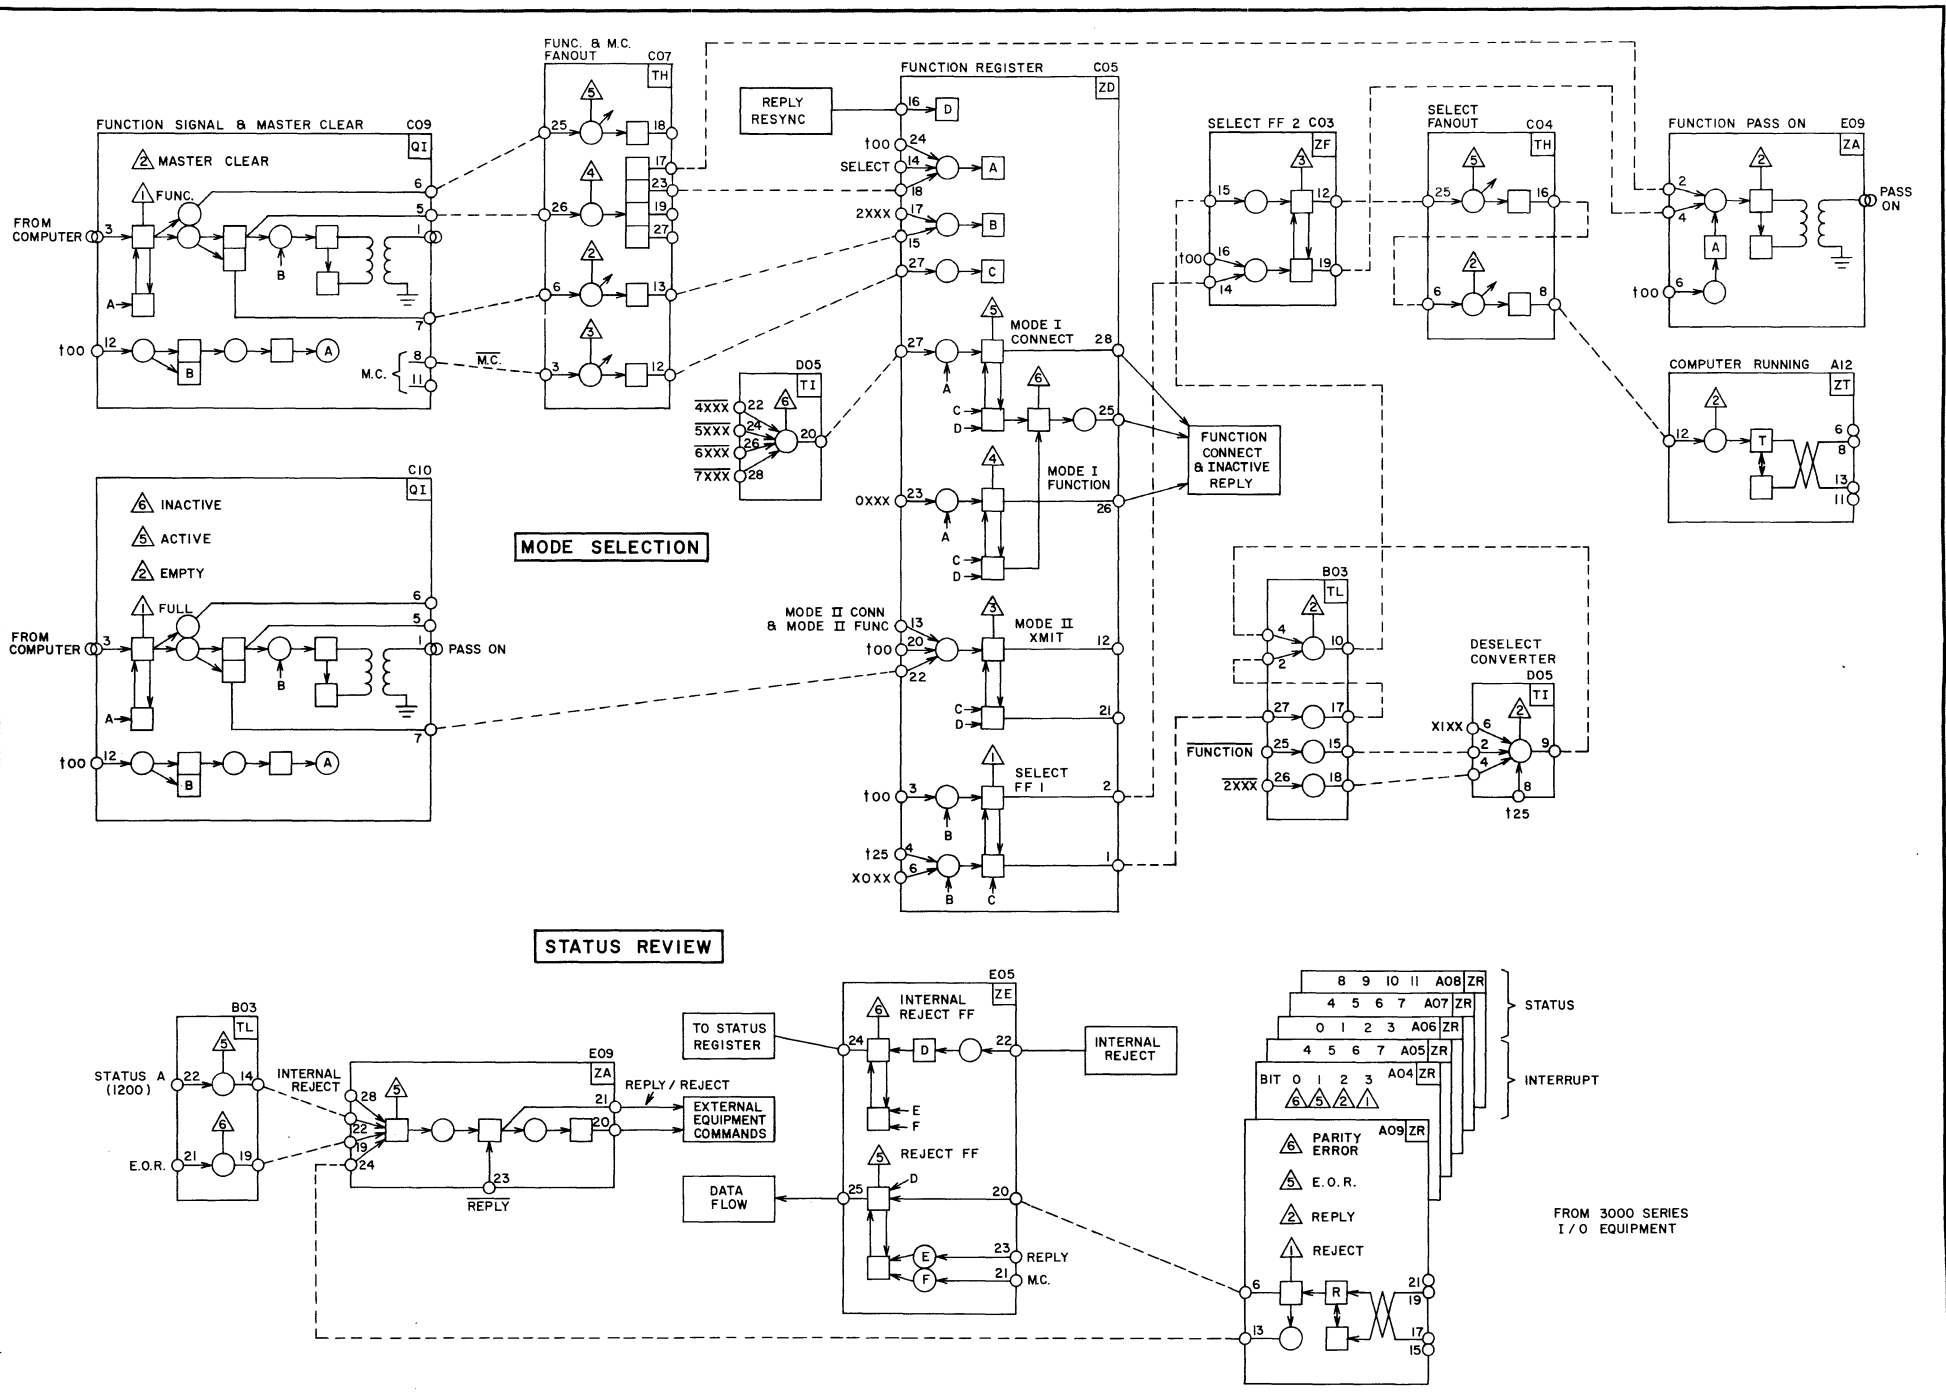 FUNCTION SIGNAL & MASTER CLEAR C09
QI
2 MASTER CLEAR
1 FUNC.
FROM
COMPUTER
3
6
5
1
B
A
7
t00
12
B
A
M.C.
8
11
M.C.
FUNC. & M.C.
FANOUT C07
TH
5
25
18
4
26
17
23
19
27
2
6
13
3
3
12
C10
QI
6 INACTIVE
5 ACTIVE
2 EMPTY
1 FULL
FROM
COMPUTER
3
6
5
1
PASS ON
B
A
7
t00
12
B
A
MODE SELECTION
REPLY
RESYNC
D05
TI
4XXX 22
5XXX 24
6XXX 26
7XXX 28
6
20
FUNCTION REGISTER C05
ZD
16 D
t00 24
SELECT 14
18
A
2XXX 17
15
B
27
C
5
MODE I
CONNECT
27
A
28
C
D
6
25
4
MODE I
FUNCTION
0XXX 23
A
26
C
D
MODE II CONN
& MODE II FUNC
13
t00 20
22
3
MODE II
XMIT
12
C
D
21
1
SELECT
FF 1
t00 3
B
2
t25 4
X0XX 6
B
C
1
FUNCTION
CONNECT
& INACTIVE
REPLY
SELECT FF 2 C03
ZF
3
15
12
t00 16
14
19
SELECT
FANOUT
C04
TH
5
25
16
2
6
8
FUNCTION PASS ON E09
ZA
2
2
4
PASS
ON
A
t00 6
COMPUTER RUNNING A12
ZT
2
12
T
6
8
13
11
B03
TL
2
4
2
10
27
17
FUNCTION 25
15
2XXX 26
18
DESELECT
CONVERTER
D05
TI
X1XX 6
2
4
2
9
8
t25
STATUS REVIEW
B03
TL
5
STATUS A
(1200)
22
14
6
E.O.R. 21
19
E09
ZA
INTERNAL
REJECT
28
22
19
24
5
21
20
23
REPLY
REPLY / REJECT
EXTERNAL
EQUIPMENT
COMMANDS
TO STATUS
REGISTER
DATA
FLOW
E05
ZE
6
INTERNAL
REJECT FF
24
D
22
INTERNAL
REJECT
E
F
5
REJECT FF
25
D
20
E
23 REPLY
F
21 M.C.
8 9 10 11 A08 ZR
4 5 6 7 A07 ZR
0 1 2 3 A06 ZR
STATUS
4 5 6 7 A05 ZR
BIT 0 1 2 3 A04 ZR
6 5 2 1
INTERRUPT
A09 ZR
6 PARITY
ERROR
5 E.O.R.
2 REPLY
1 REJECT
6
R
21
19
13
17
15
FROM 3000 SERIES
I / O EQUIPMENT